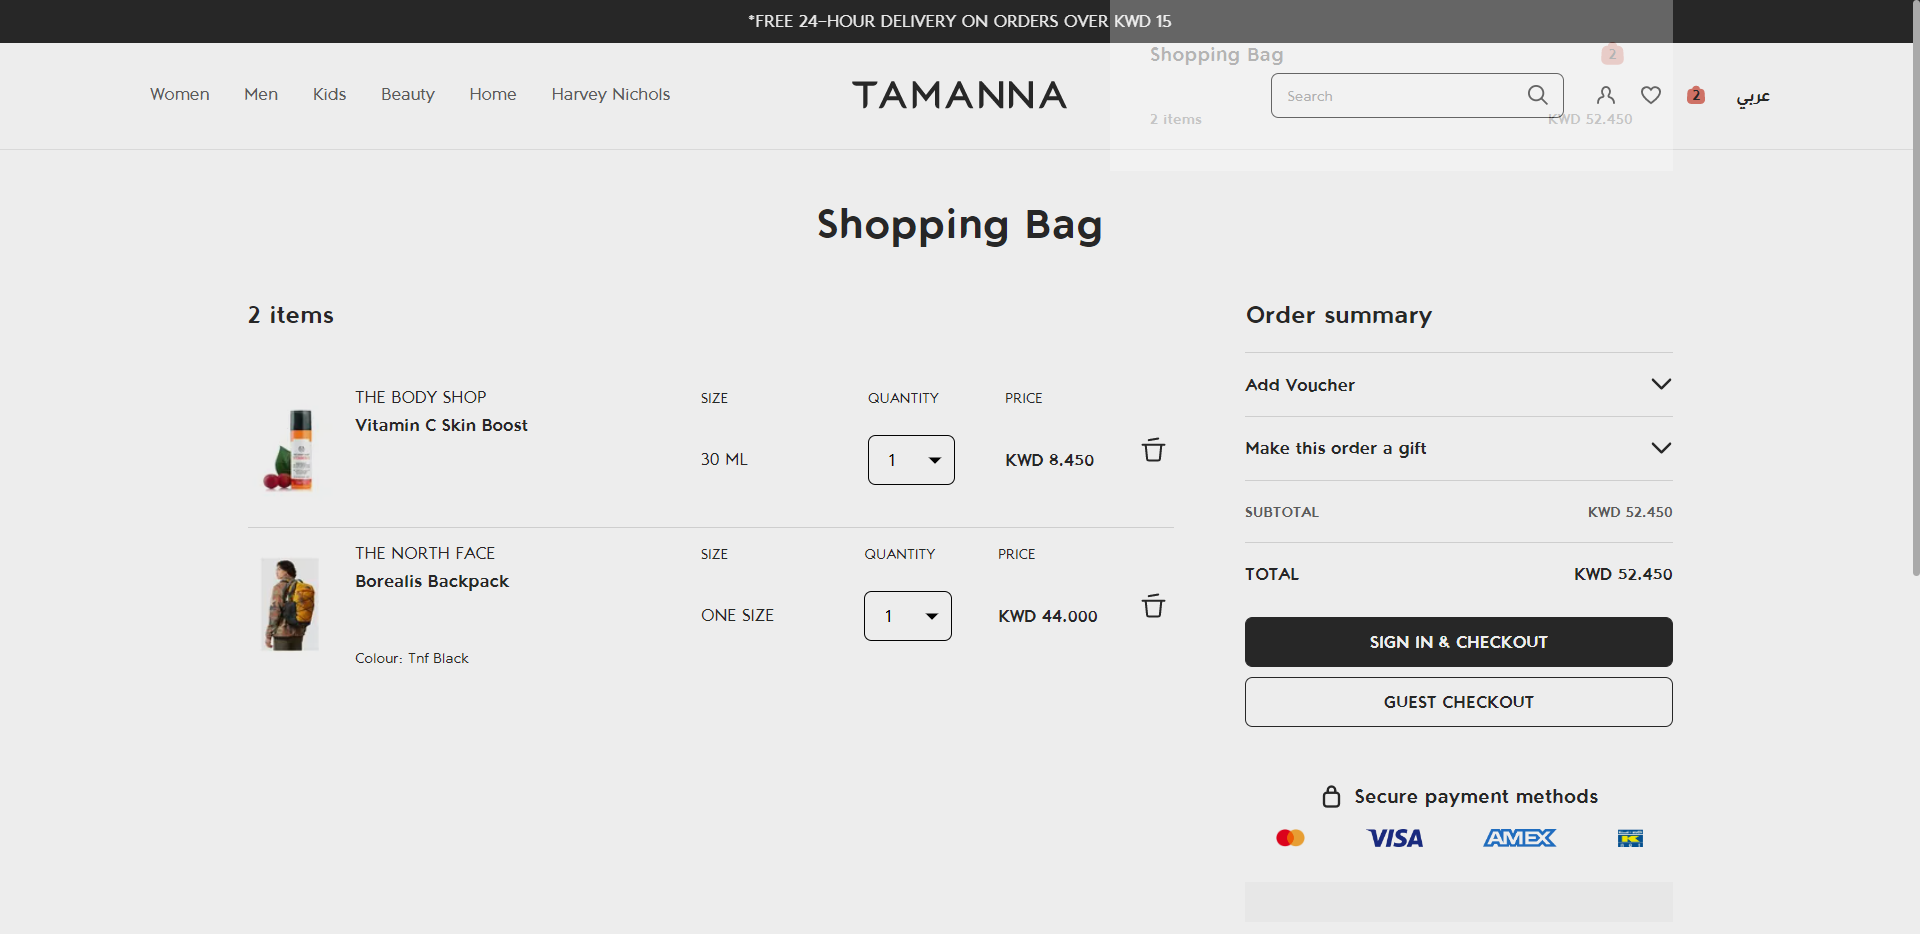 *FREE 24-HOUR DELIVERY ON ORDERS OVER KWD 15
Shopping Bag 2
Women Men Kids Beauty Home Harvey Nichols
TAMANNA
Search
2
عربي
2 items KWD 52.450
Shopping Bag
2 items
THE BODY SHOP
Vitamin C Skin Boost
SIZE QUANTITY PRICE
30 ML 1 KWD 8.450
THE NORTH FACE
Borealis Backpack
SIZE QUANTITY PRICE
ONE SIZE 1 KWD 44.000
Colour: Tnf Black
Order summary
Add Voucher
Make this order a gift
SUBTOTAL KWD 52.450
TOTAL KWD 52.450
SIGN IN & CHECKOUT
GUEST CHECKOUT
Secure payment methods
VISA AMEX